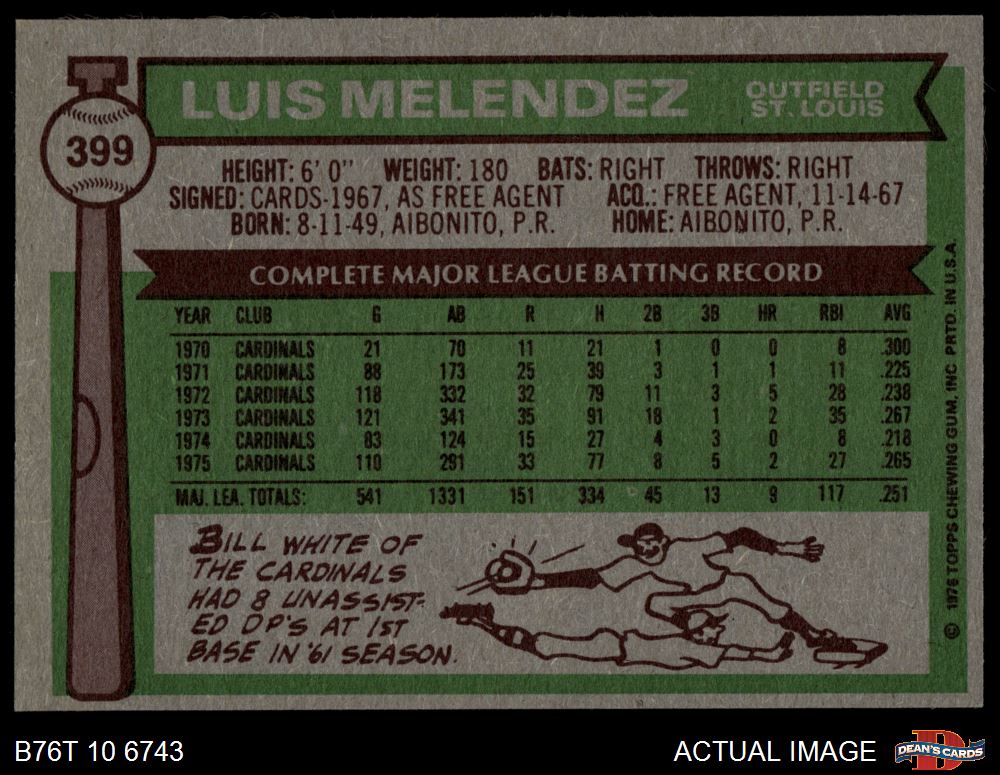 399
LUIS MELENDEZ
OUTFIELD
ST. LOUIS
HEIGHT: 6' 0" WEIGHT: 180 BATS: RIGHT THROWS: RIGHT
SIGNED: CARDS-1967, AS FREE AGENT ACQ.: FREE AGENT, 11-14-67
BORN: 8-11-49, AIBONITO, P.R. HOME: AIBONITO, P.R.
COMPLETE MAJOR LEAGUE BATTING RECORD
YEAR CLUB G AB R H 2B 3B HR RBI AVG
1970 CARDINALS 21 70 11 21 1 0 0 8 .300
1971 CARDINALS 88 173 25 39 3 1 1 11 .225
1972 CARDINALS 118 332 32 79 11 3 5 28 .238
1973 CARDINALS 121 341 35 91 18 1 2 35 .267
1974 CARDINALS 83 124 15 27 4 3 0 8 .218
1975 CARDINALS 110 291 33 77 8 5 2 27 .265
MAJ. LEA. TOTALS: 541 1331 151 334 45 13 9 117 .251
BILL WHITE OF
THE CARDINALS
HAD 8 UNASSIST-
ED DP'S AT 1ST
BASE IN '61 SEASON.
© 1976 TOPPS CHEWING GUM, INC PRTD. IN U.S.A.
B76T 10 6743
ACTUAL IMAGE
DEAN'S CARDS